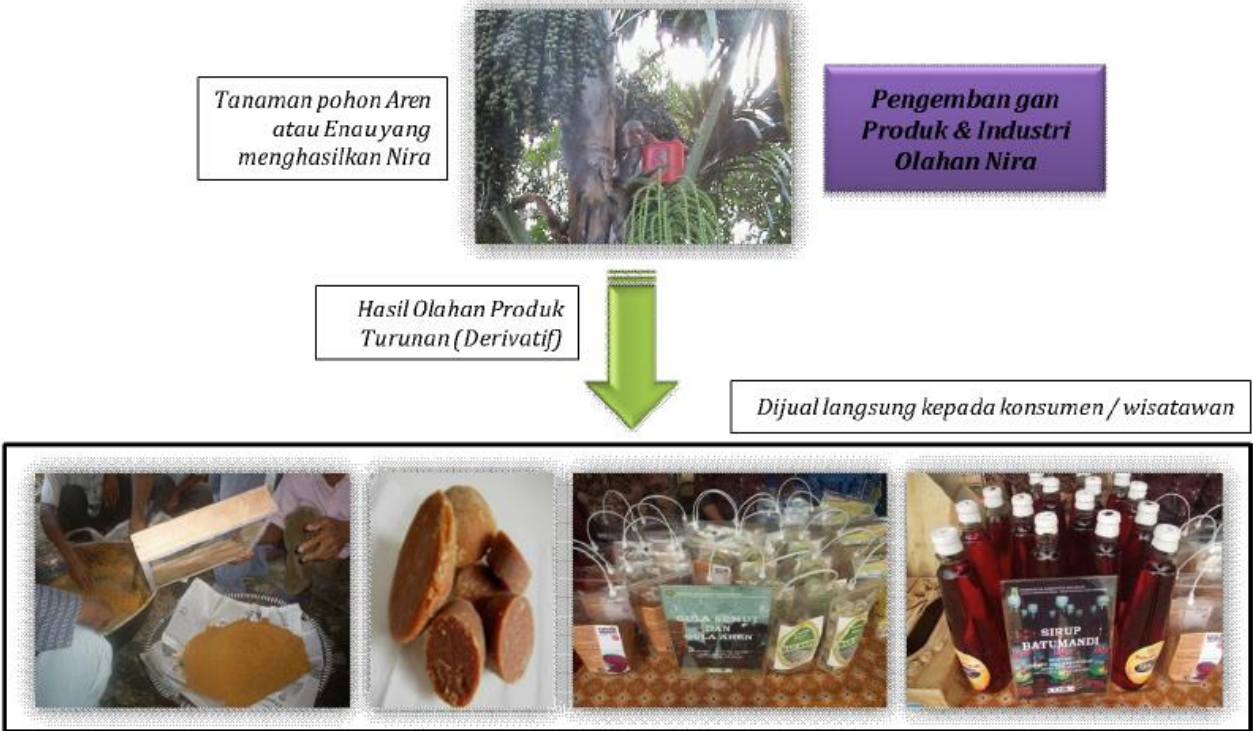 Tanaman pohon Aren
atau Enauyang
menghasilkan Nira
Pengemban gan
Produk & Industri
Olahan Nira
Hasil Olahan Produk
Turunan (Derivatif)
Dijual langsung kepada konsumen / wisatawan
GULA SEMUT
DAN
GULA AREN
SIRUP
BATUMANDI